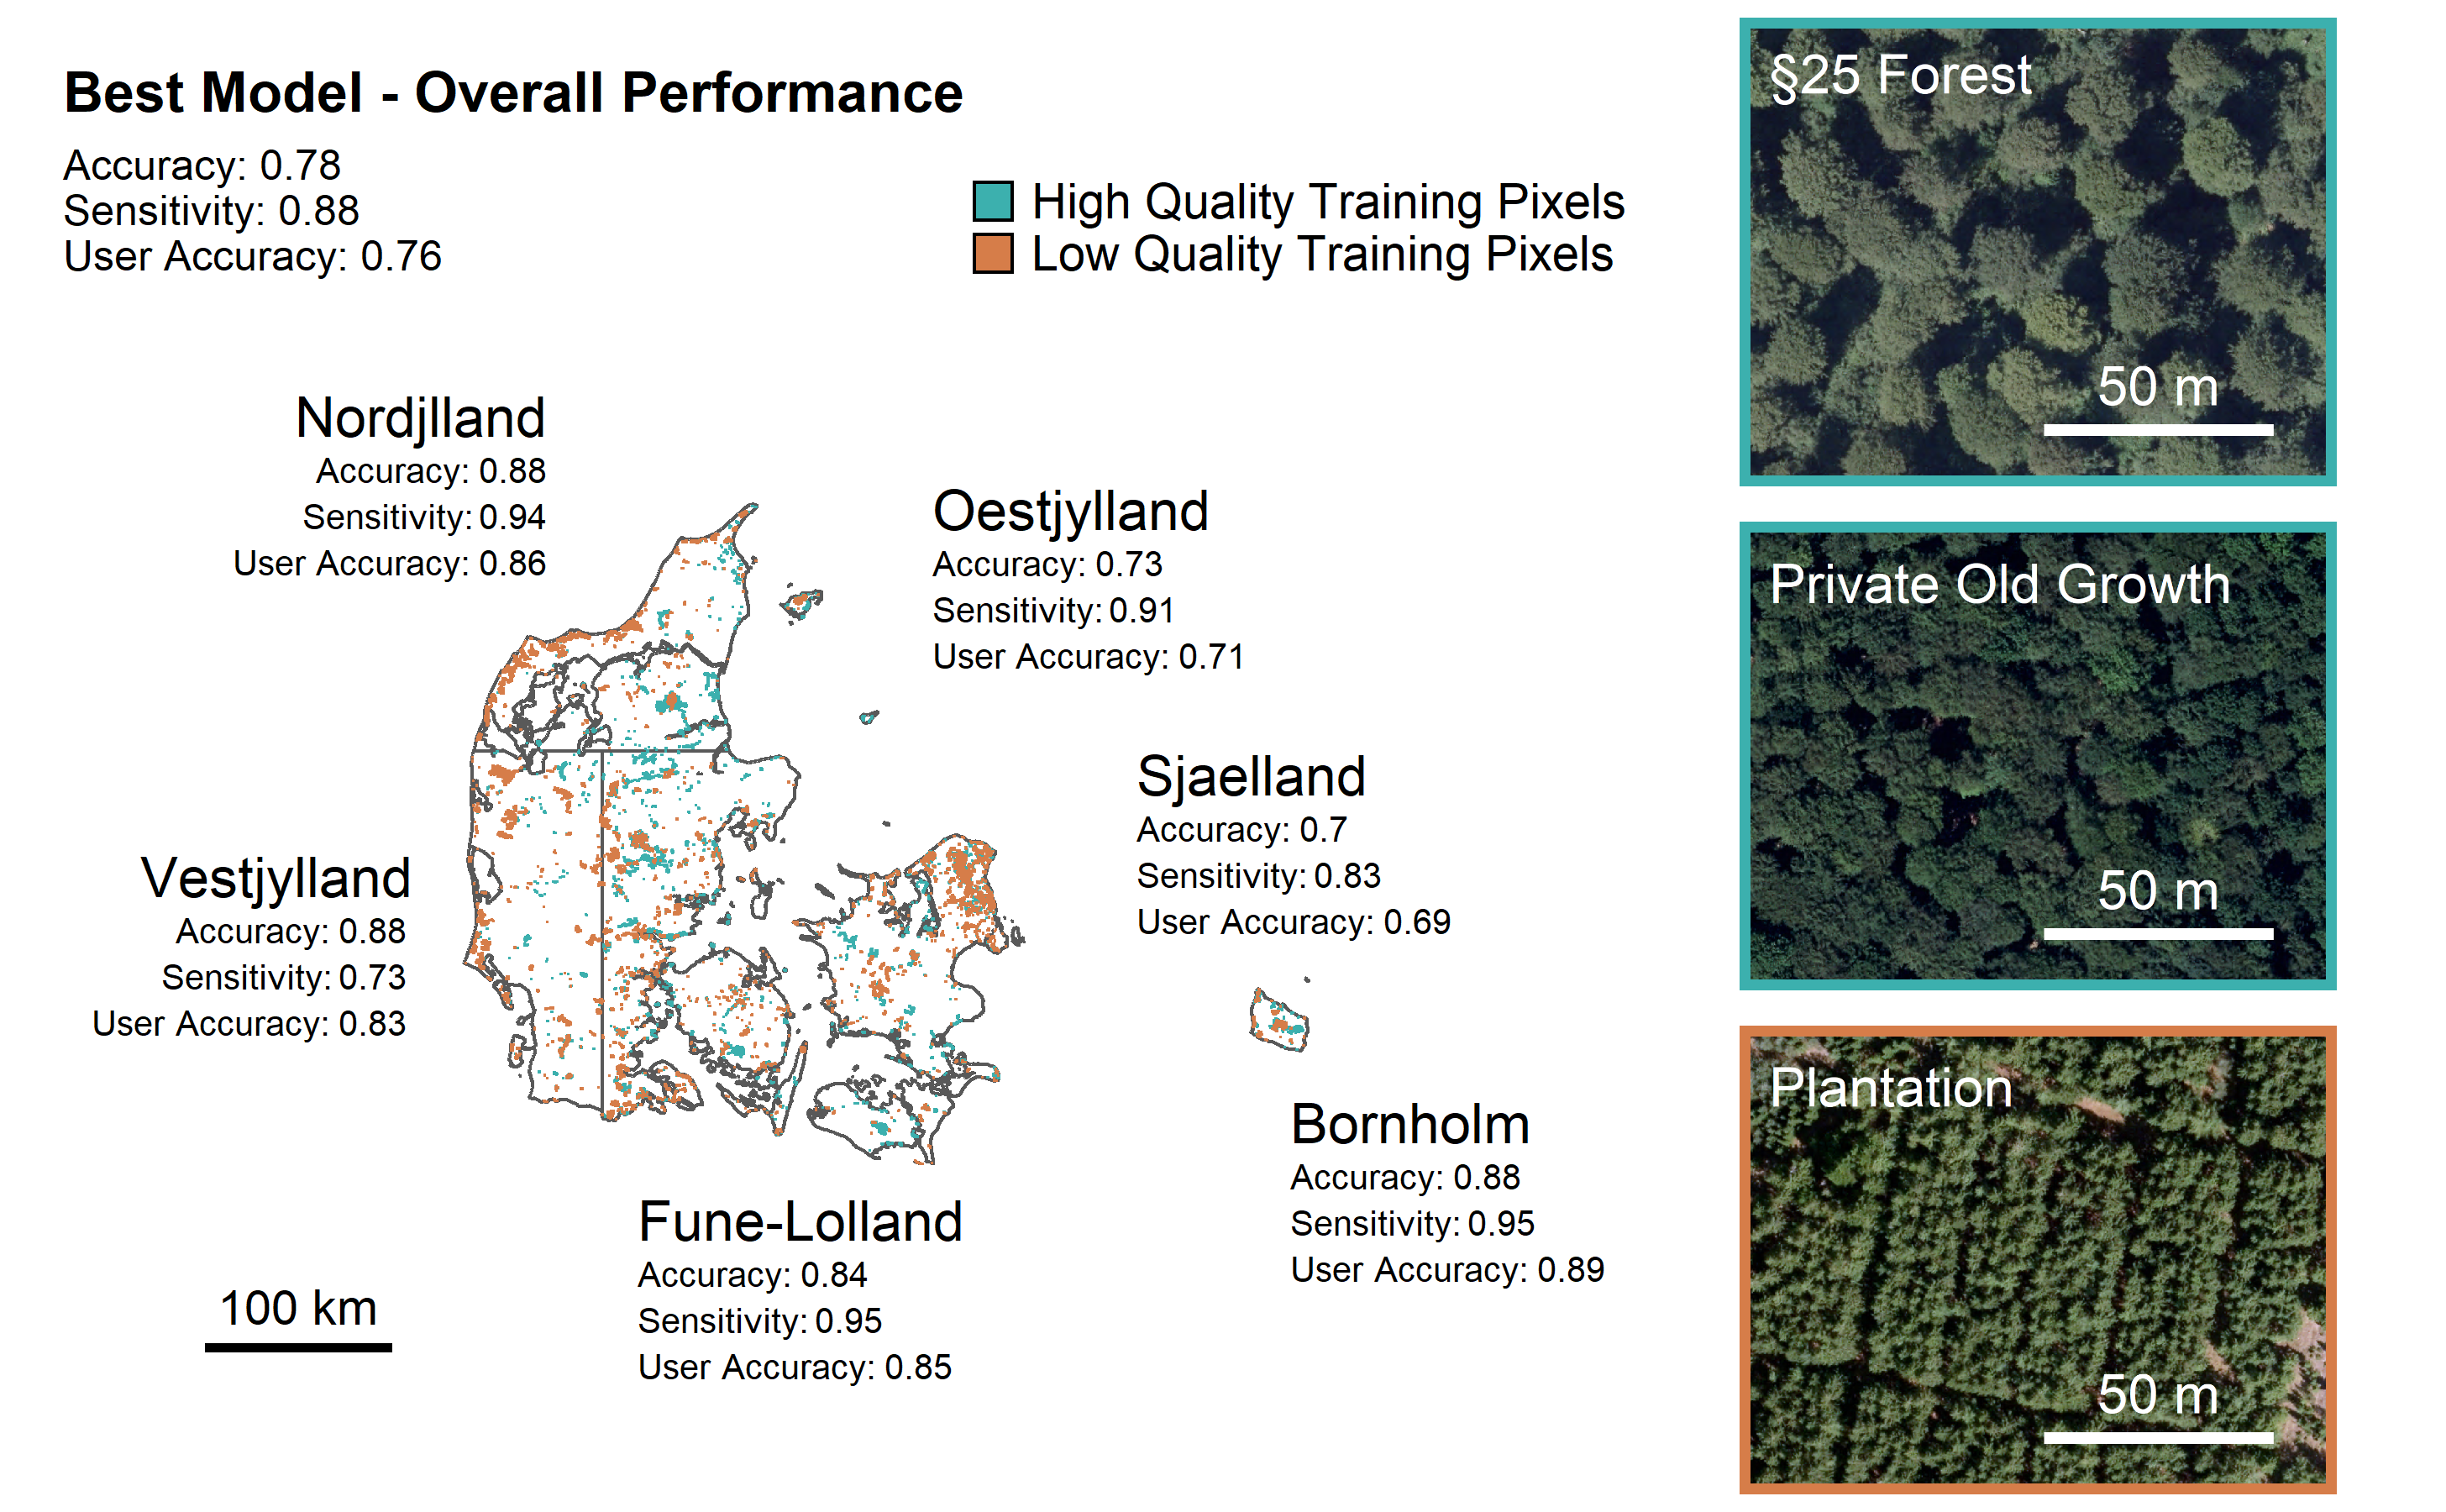 Best Model - Overall Performance
Accuracy: 0.78
Sensitivity: 0.88
User Accuracy: 0.76
High Quality Training Pixels
Low Quality Training Pixels
Nordjlland
Accuracy: 0.88
Sensitivity: 0.94
User Accuracy: 0.86
Oestjylland
Accuracy: 0.73
Sensitivity: 0.91
User Accuracy: 0.71
Sjaelland
Accuracy: 0.7
Sensitivity: 0.83
User Accuracy: 0.69
Vestjylland
Accuracy: 0.88
Sensitivity: 0.73
User Accuracy: 0.83
Bornholm
Accuracy: 0.88
Sensitivity: 0.95
User Accuracy: 0.89
Fune-Lolland
Accuracy: 0.84
Sensitivity: 0.95
User Accuracy: 0.85
100 km
§25 Forest
50 m
Private Old Growth
50 m
Plantation
50 m